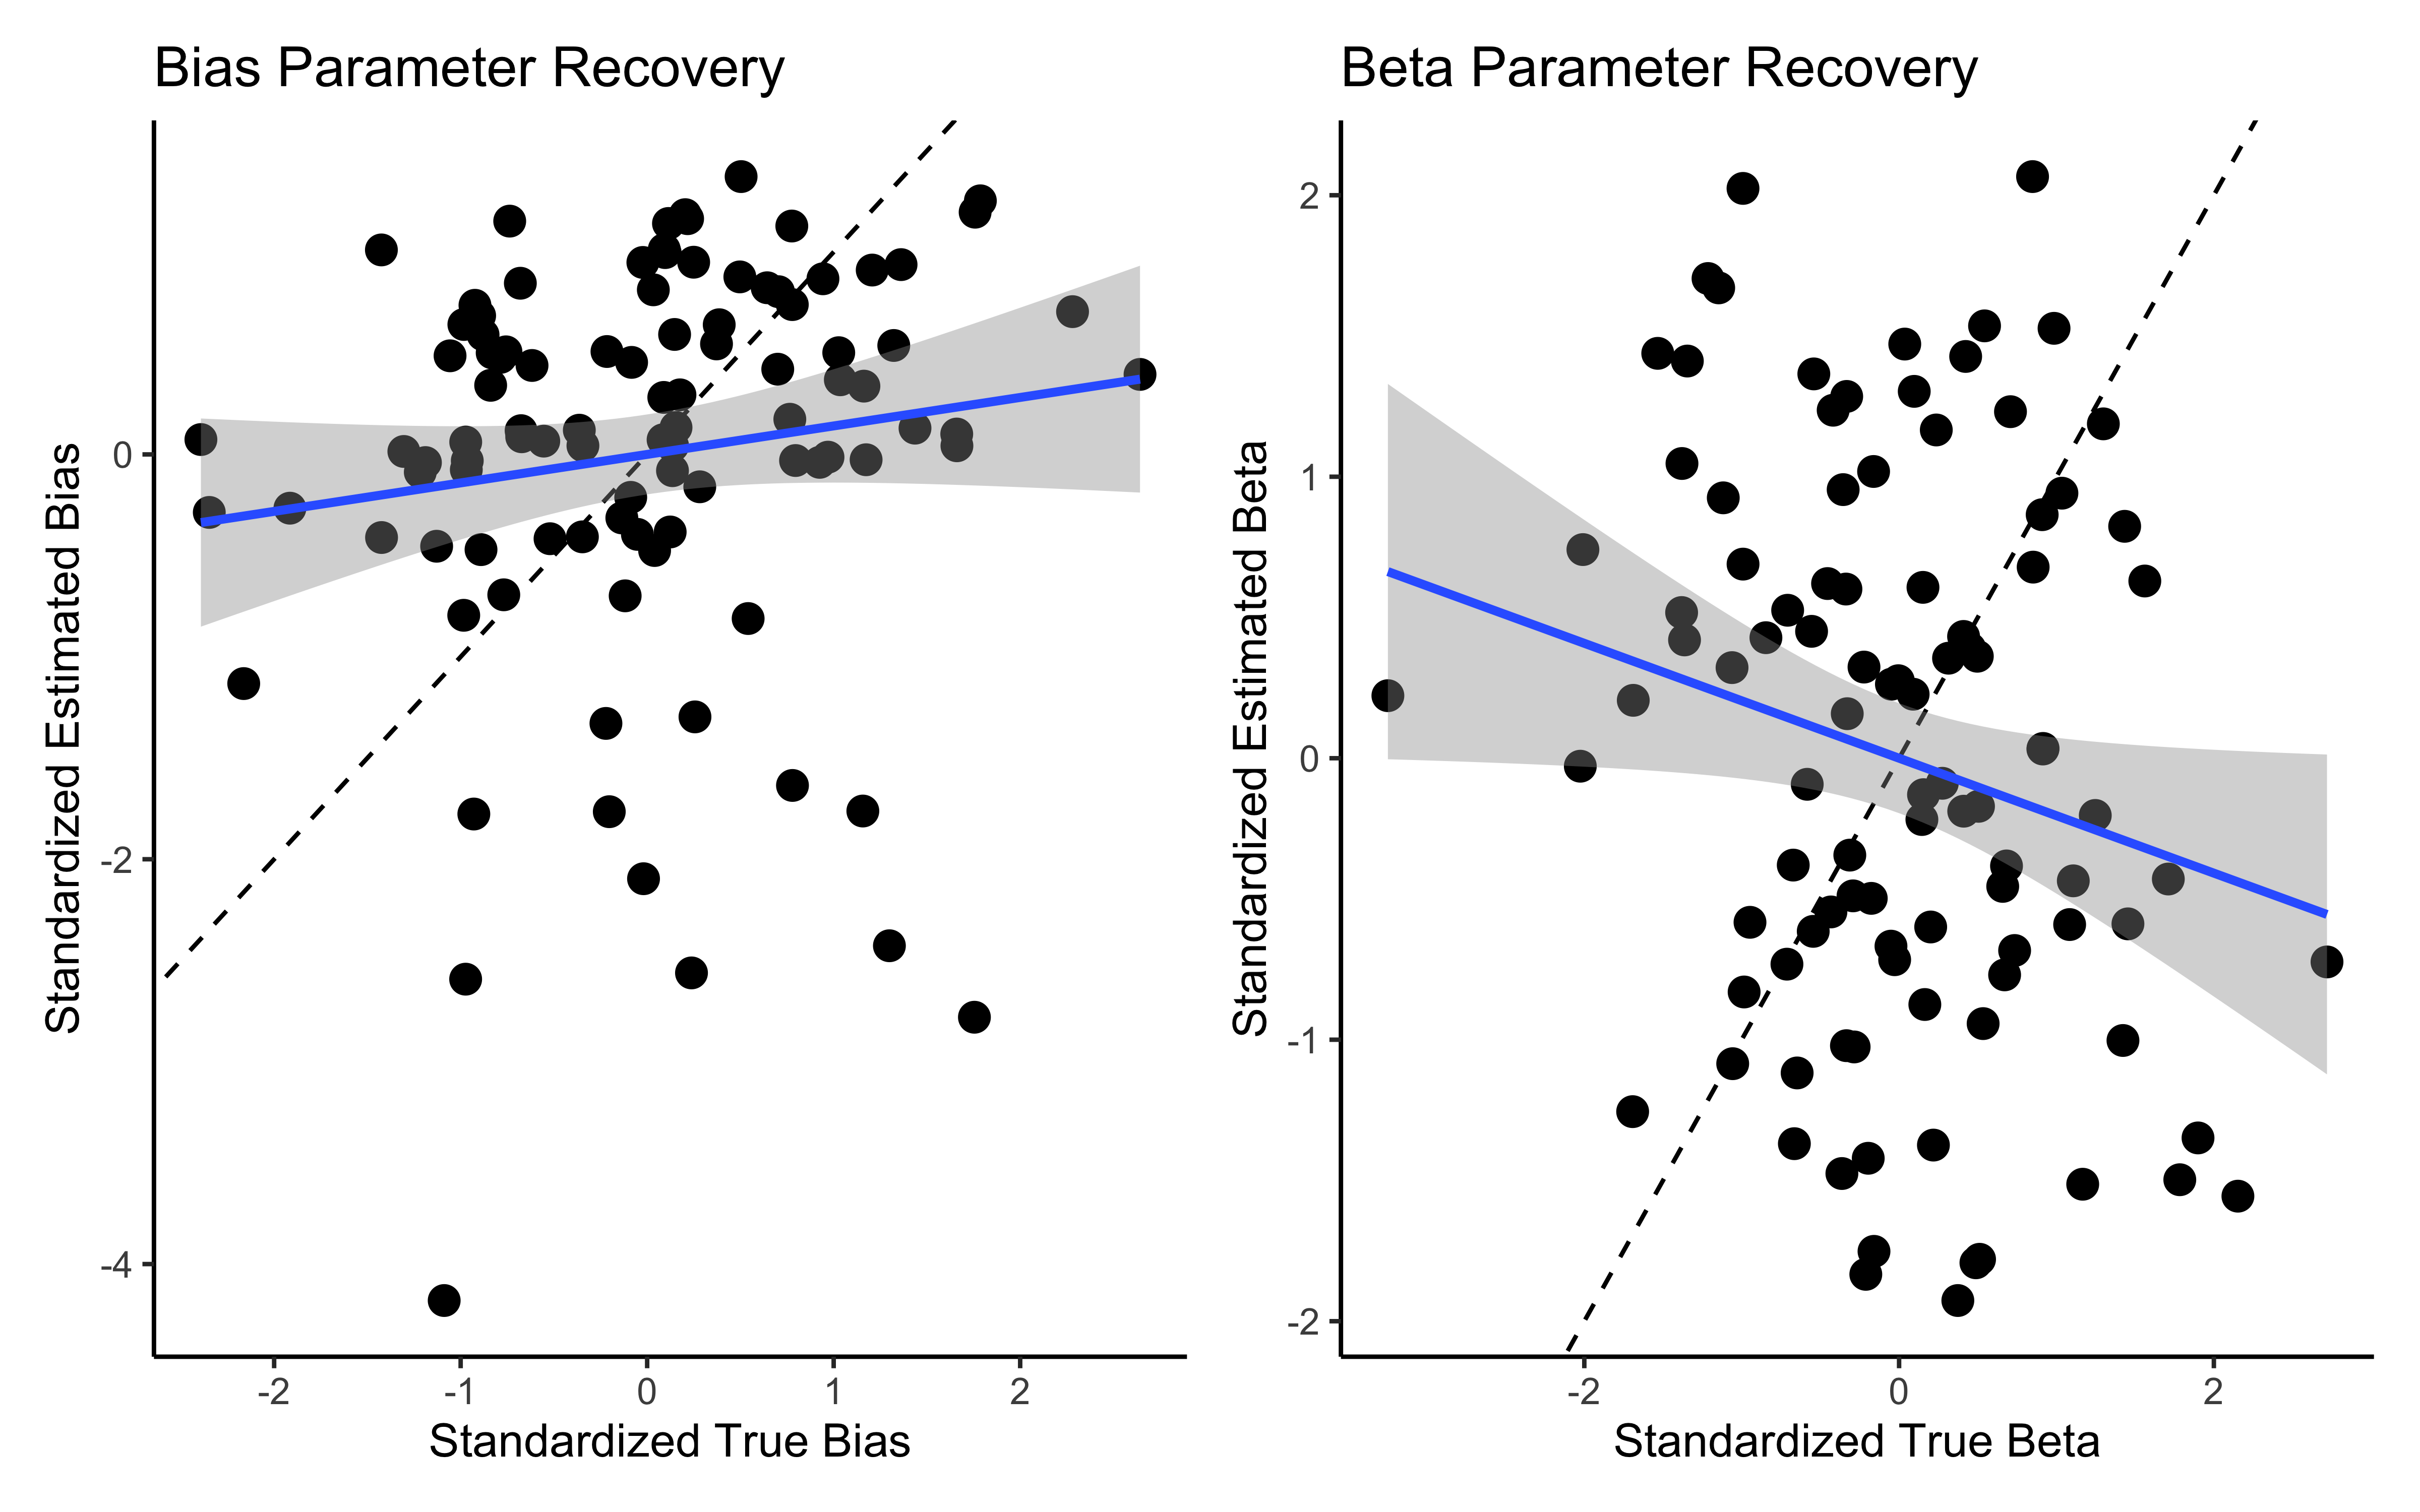 Bias Parameter Recovery
Standardized Estimated Bias
0
-2
-4
-2
-1
0
1
2
Standardized True Bias
Beta Parameter Recovery
Standardized Estimated Beta
2
1
0
-1
-2
-2
0
2
Standardized True Beta